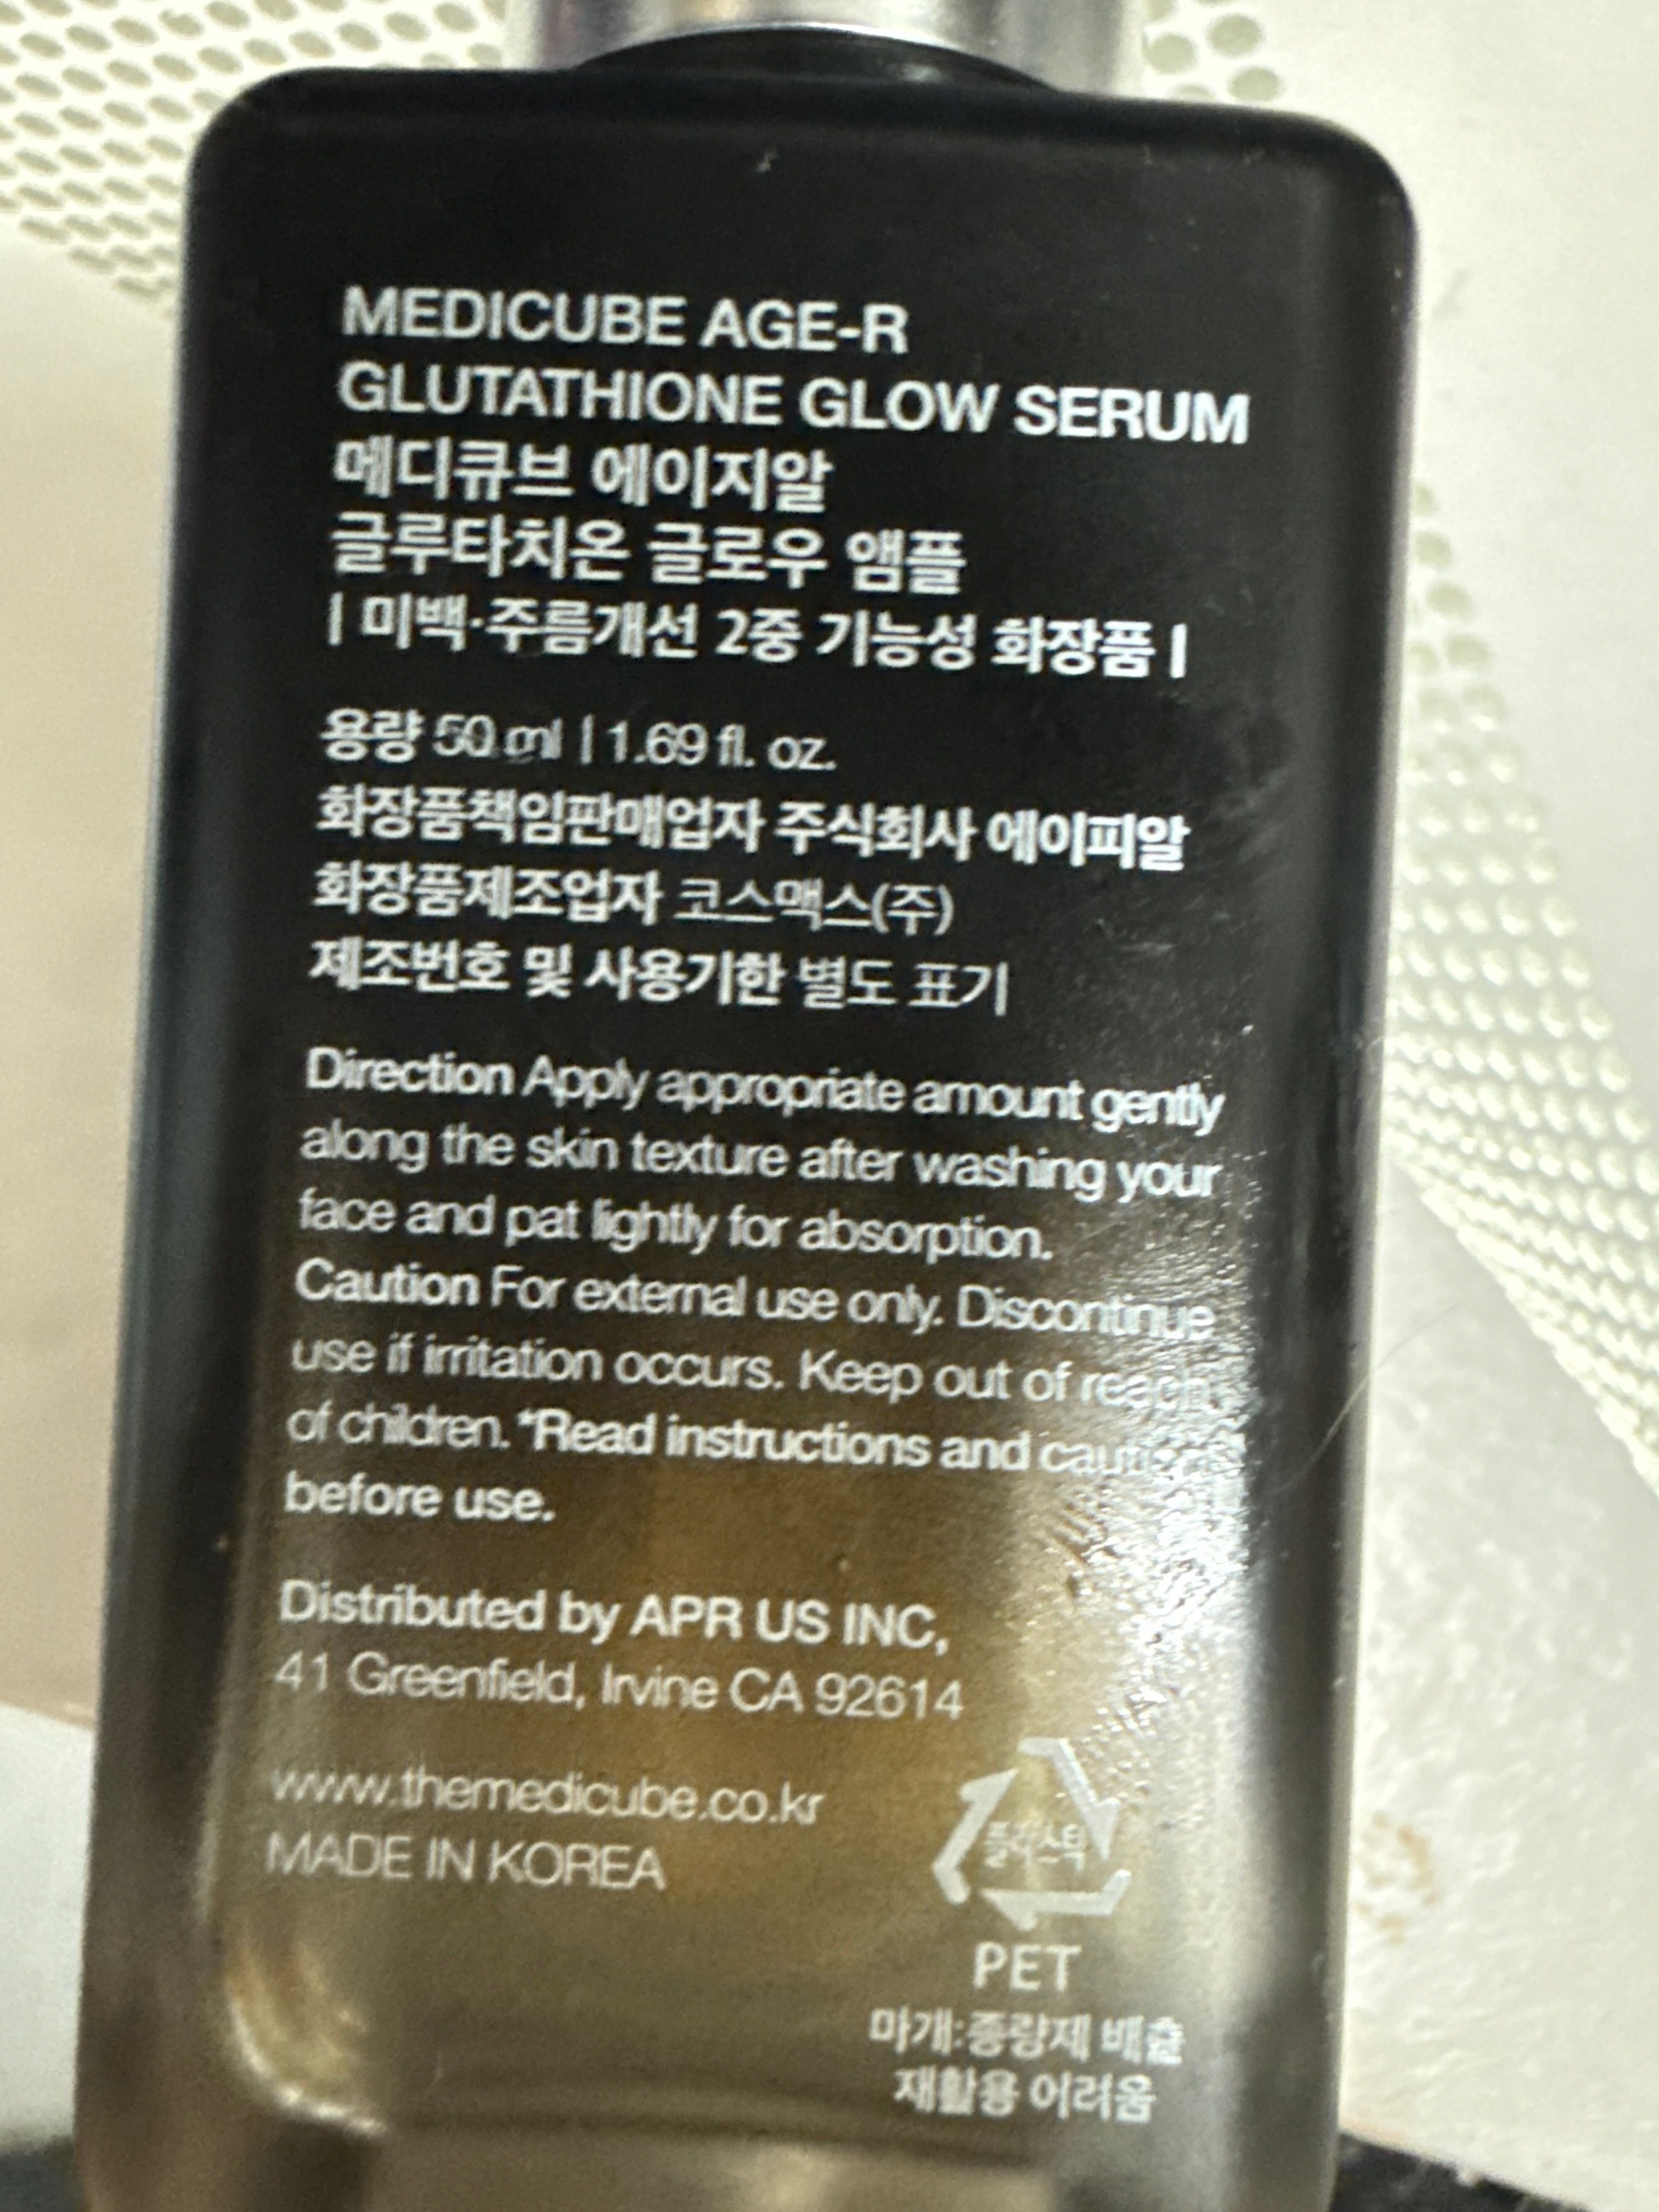 MEDICUBE AGE-R
GLUTATHIONE GLOW SERUM
메디큐브 에이지알
글루타치온 글로우 앰플
| 미백·주름개선 2중 기능성 화장품 |
용량 50 ml | 1.69 fl. oz.
화장품책임판매업자 주식회사 에이피알
화장품제조업자 코스맥스(주)
제조번호 및 사용기한 별도 표기
Direction Apply appropriate amount gently
along the skin texture after washing your
face and pat lightly for absorption.
Caution For external use only. Discontinue
use if irritation occurs. Keep out of reach
of children. *Read instructions and
before use.
Distributed by APR US INC,
41 Greenfield, Irvine CA 92614
www.themedicube.co.kr
MADE IN KOREA
플라스틱
PET
마개:종량제 배출
재활용 어려움